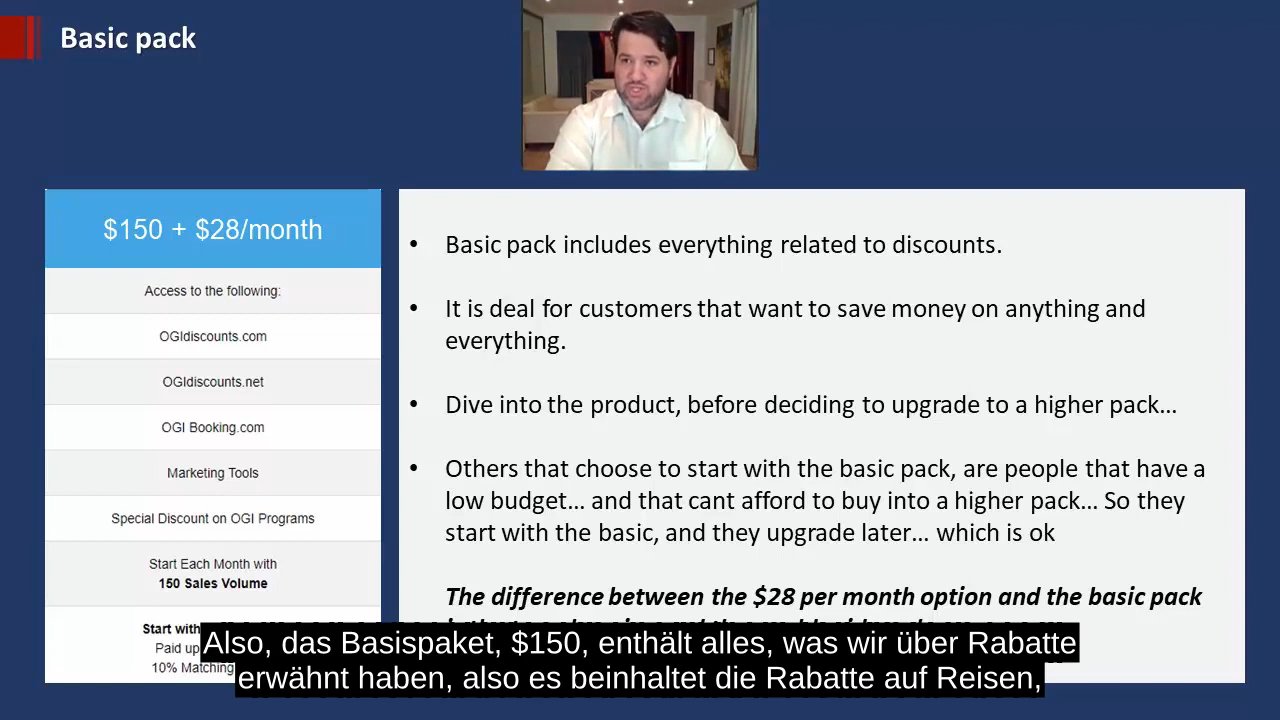 Basic pack
$150 + $28/month
Access to the following:
OGIdiscounts.com
OGIdiscounts.net
OGI Booking.com
Marketing Tools
Special Discount on OGI Programs
Start Each Month with
150 Sales Volume
Start with
Paid up
10% Matching
• Basic pack includes everything related to discounts.
• It is deal for customers that want to save money on anything and
everything.
• Dive into the product, before deciding to upgrade to a higher pack...
• Others that choose to start with the basic pack, are people that have a
low budget... and that cant afford to buy into a higher pack... So they
start with the basic, and they upgrade later... which is ok
The difference between the $28 per month option and the basic pack
Also, das Basispaket, $150, enthält alles, was wir über Rabatte
erwähnt haben, also es beinhaltet die Rabatte auf Reisen,